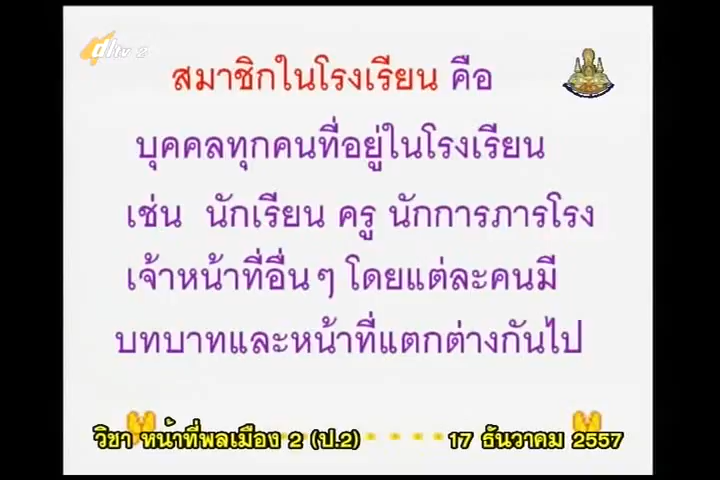 dltv 2
สมาชิกในโรงเรียน คือ
บุคคลทุกคนที่อยู่ในโรงเรียน
เช่น นักเรียน ครู นักการภารโรง
เจ้าหน้าที่อื่นๆ โดยแต่ละคนมี
บทบาทและหน้าที่แตกต่างกันไป
วิชา หน้าที่พลเมือง 2 (ป.2) 17 ธันวาคม 2557